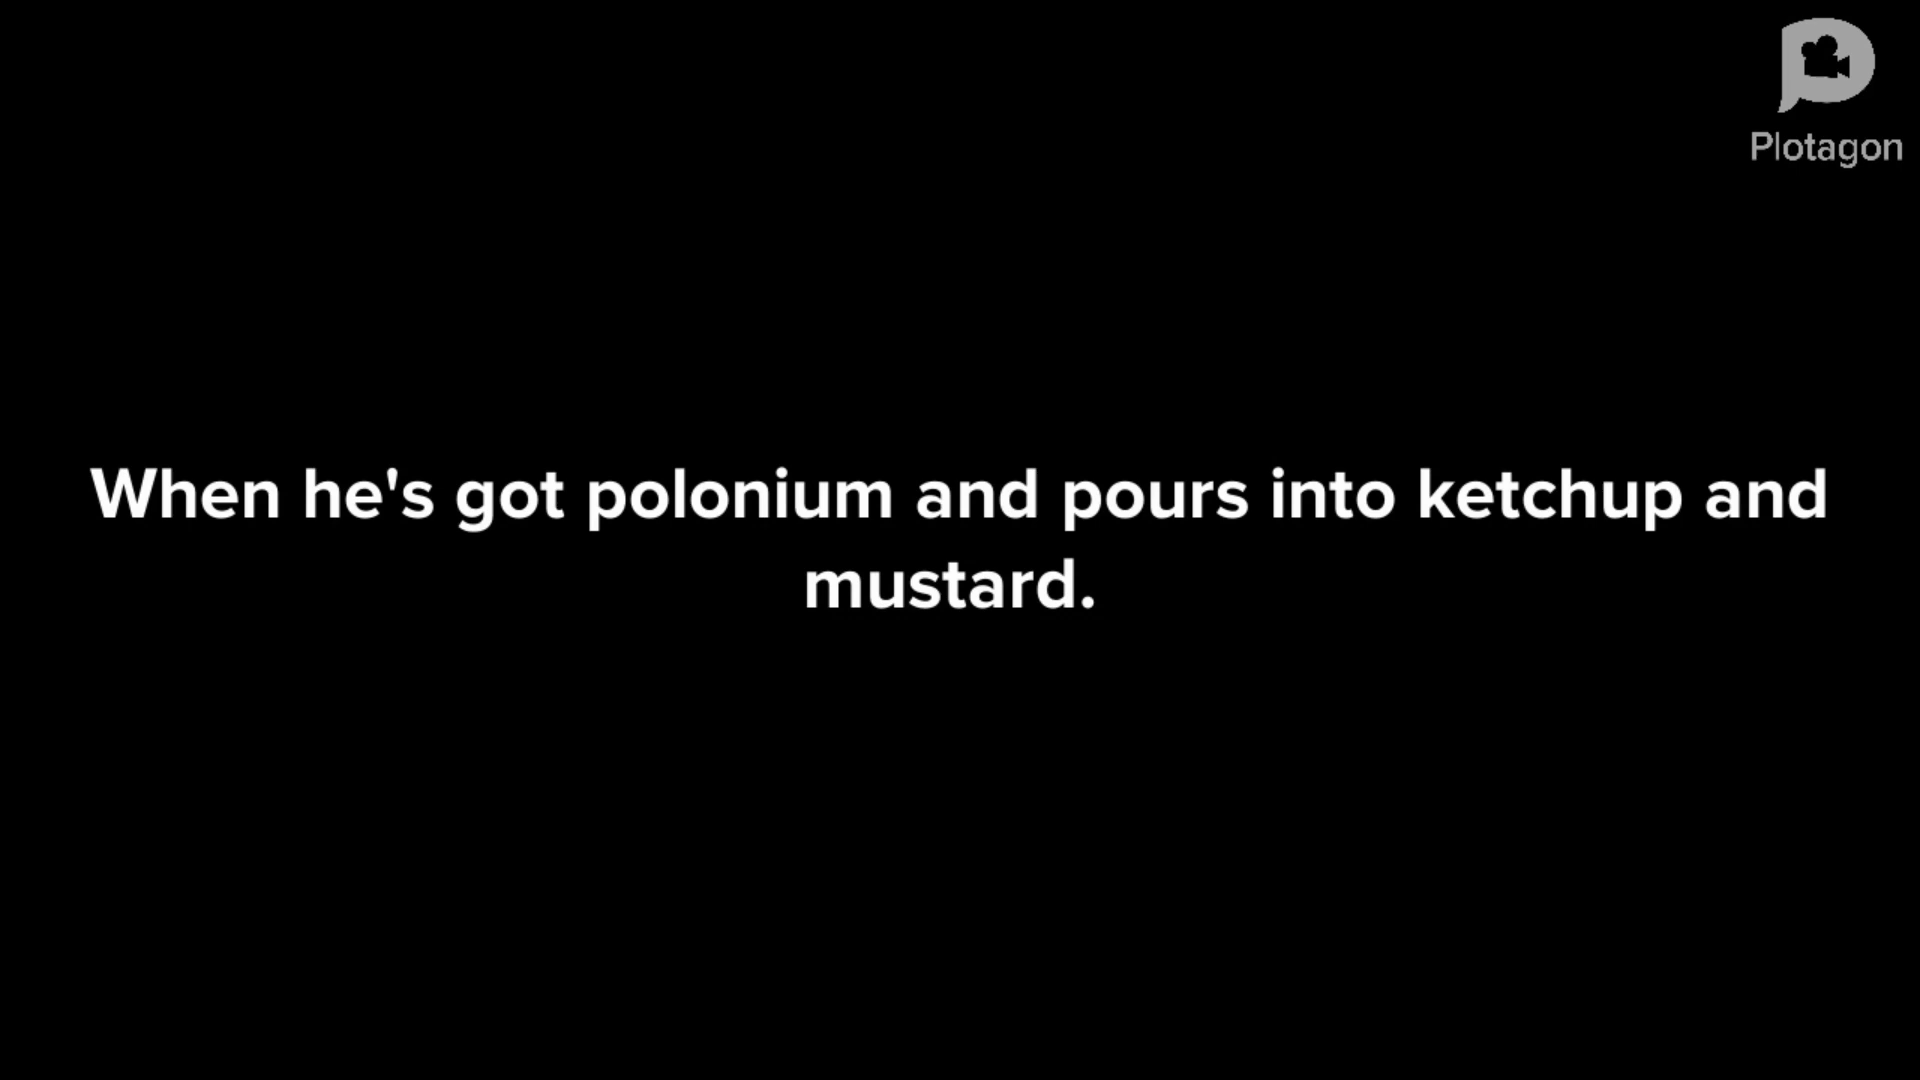 Plotagon
When he's got polonium and pours into ketchup and
mustard.